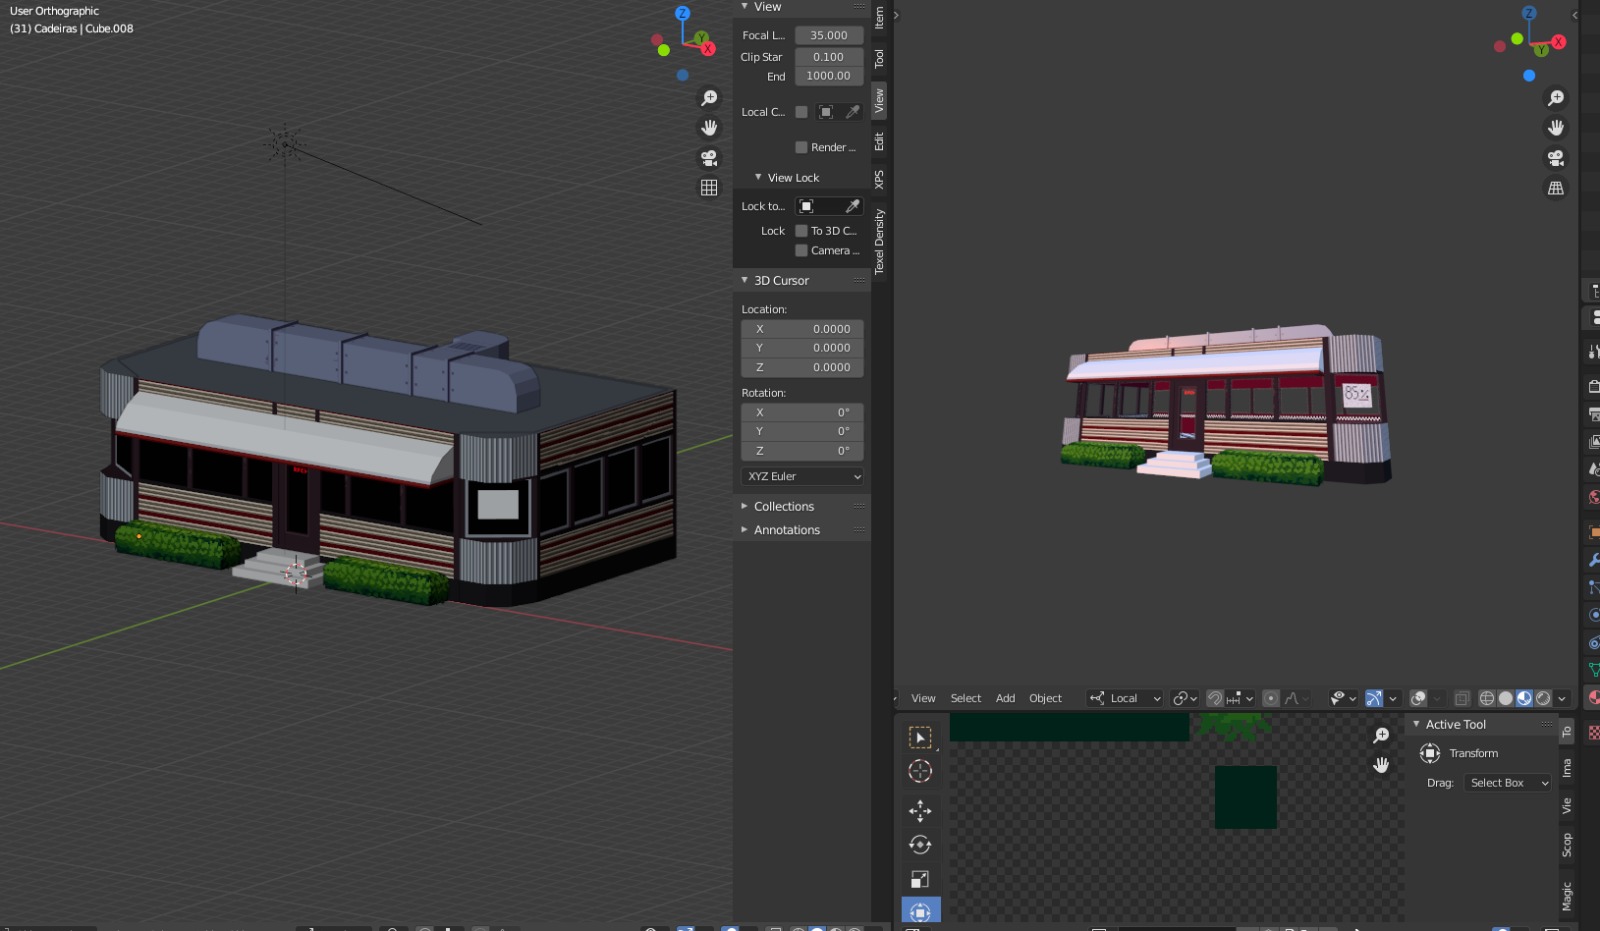 User Orthographic
(31) Cadeiras | Cube.008
Z
Y
X
View
Focal L...
35.000
Clip Star
0.100
End
1000.00
Local C...
Render ...
View Lock
Lock to...
Lock
To 3D C...
Camera ...
3D Cursor
Location:
X 0.0000
Y 0.0000
Z 0.0000
Rotation:
X 0°
Y 0°
Z 0°
XYZ Euler
Collections
Annotations
Item
Tool
View
Edit
XPS
Texel Density
Z
X
Y
View Select Add Object Local
Active Tool
Transform
Drag: Select Box
To
Ima
Vie
Scop
Magic